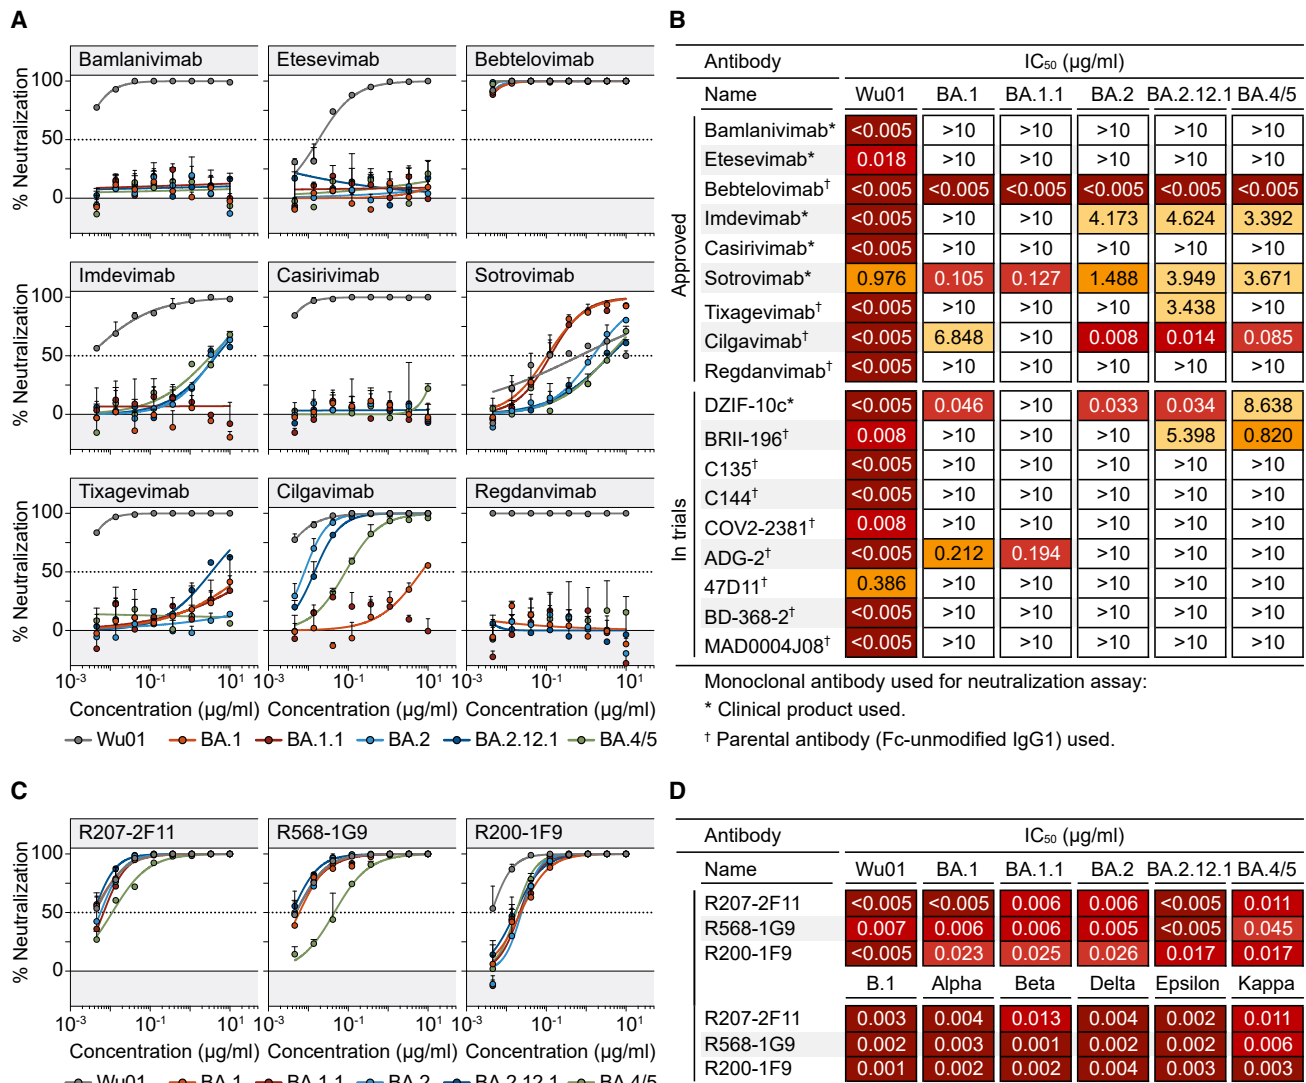 A
Bamlanivimab
Etesevimab
Bebtelovimab
% Neutralization
100
50
0
Imdevimab
Casirivimab
Sotrovimab
% Neutralization
100
50
0
Tixagevimab
Cilgavimab
Regdanvimab
% Neutralization
100
50
0
10-3 10-1 101 10-3 10-1 101 10-3 10-1 101
Concentration (µg/ml) Concentration (µg/ml) Concentration (µg/ml)
Wu01 BA.1 BA.1.1 BA.2 BA.2.12.1 BA.4/5
B
Antibody IC50 (µg/ml)
Name Wu01 BA.1 BA.1.1 BA.2 BA.2.12.1 BA.4/5
Approved
Bamlanivimab* <0.005 >10 >10 >10 >10 >10
Etesevimab* 0.018 >10 >10 >10 >10 >10
Bebtelovimab† <0.005 <0.005 <0.005 <0.005 <0.005 <0.005
Imdevimab* <0.005 >10 >10 4.173 4.624 3.392
Casirivimab* <0.005 >10 >10 >10 >10 >10
Sotrovimab* 0.976 0.105 0.127 1.488 3.949 3.671
Tixagevimab† <0.005 >10 >10 >10 3.438 >10
Cilgavimab† <0.005 6.848 >10 0.008 0.014 0.085
Regdanvimab† <0.005 >10 >10 >10 >10 >10
In trials
DZIF-10c* <0.005 0.046 >10 0.033 0.034 8.638
BRII-196† 0.008 >10 >10 >10 5.398 0.820
C135† <0.005 >10 >10 >10 >10 >10
C144† <0.005 >10 >10 >10 >10 >10
COV2-2381† 0.008 >10 >10 >10 >10 >10
ADG-2† <0.005 0.212 0.194 >10 >10 >10
47D11† 0.386 >10 >10 >10 >10 >10
BD-368-2† <0.005 >10 >10 >10 >10 >10
MAD0004J08† <0.005 >10 >10 >10 >10 >10
Monoclonal antibody used for neutralization assay:
* Clinical product used.
† Parental antibody (Fc-unmodified IgG1) used.
C
R207-2F11
R568-1G9
R200-1F9
% Neutralization
100
50
0
10-3 10-1 101 10-3 10-1 101 10-3 10-1 101
Concentration (µg/ml) Concentration (µg/ml) Concentration (µg/ml)
Wu01 BA.1 BA.1.1 BA.2 BA.2.12.1 BA.4/5
D
Antibody IC50 (µg/ml)
Name Wu01 BA.1 BA.1.1 BA.2 BA.2.12.1 BA.4/5
R207-2F11 <0.005 <0.005 0.006 0.006 <0.005 0.011
R568-1G9 0.007 0.006 0.006 0.005 <0.005 0.045
R200-1F9 <0.005 0.023 0.025 0.026 0.017 0.017
B.1 Alpha Beta Delta Epsilon Kappa
R207-2F11 0.003 0.004 0.013 0.004 0.002 0.011
R568-1G9 0.002 0.003 0.001 0.002 0.002 0.006
R200-1F9 0.001 0.002 0.002 0.004 0.003 0.003